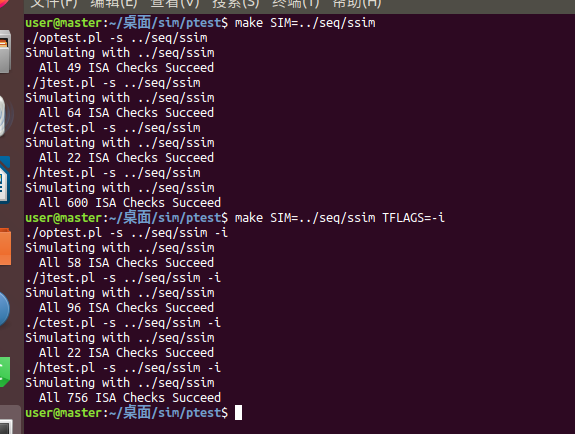 文件(F) 编辑(E) 查看(V) 搜索(S) 终端(T) 帮助(H)
user@master:~/桌面/sim/ptest$ make SIM=../seq/ssim
./optest.pl -s ../seq/ssim
Simulating with ../seq/ssim
  All 49 ISA Checks Succeed
./jtest.pl -s ../seq/ssim
Simulating with ../seq/ssim
  All 64 ISA Checks Succeed
./ctest.pl -s ../seq/ssim
Simulating with ../seq/ssim
  All 22 ISA Checks Succeed
./htest.pl -s ../seq/ssim
Simulating with ../seq/ssim
  All 600 ISA Checks Succeed
user@master:~/桌面/sim/ptest$ make SIM=../seq/ssim TFLAGS=-i
./optest.pl -s ../seq/ssim -i
Simulating with ../seq/ssim
  All 58 ISA Checks Succeed
./jtest.pl -s ../seq/ssim -i
Simulating with ../seq/ssim
  All 96 ISA Checks Succeed
./ctest.pl -s ../seq/ssim -i
Simulating with ../seq/ssim
  All 22 ISA Checks Succeed
./htest.pl -s ../seq/ssim -i
Simulating with ../seq/ssim
  All 756 ISA Checks Succeed
user@master:~/桌面/sim/ptest$